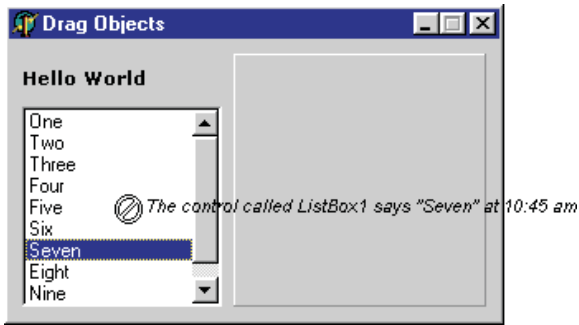 Drag Objects
Hello World
One
Two
Three
Four
Five
The control called ListBox1 says "Seven" at 10:45 am
Six
Seven
Eight
Nine